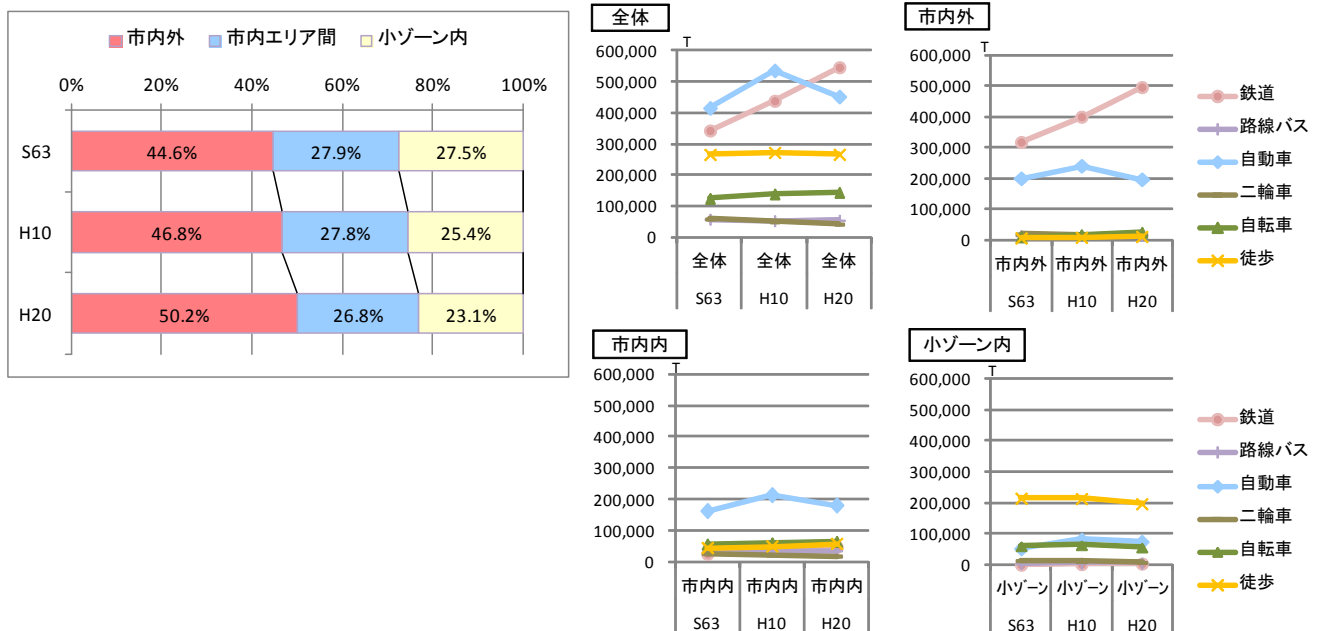 市内外 市内エリア間 小ゾーン内
0% 20% 40% 60% 80% 100%
S63 44.6% 27.9% 27.5%
H10 46.8% 27.8% 25.4%
H20 50.2% 26.8% 23.1%
全体
T
600,000
500,000
400,000
300,000
200,000
100,000
0
全体 全体 全体
S63 H10 H20
市内外
600,000
500,000
400,000
300,000
200,000
100,000
0
市内外 市内外 市内外
S63 H10 H20
鉄道
路線バス
自動車
二輪車
自転車
徒歩
市内内
T
600,000
500,000
400,000
300,000
200,000
100,000
0
市内内 市内内 市内内
S63 H10 H20
小ゾーン内
T
600,000
500,000
400,000
300,000
200,000
100,000
0
小ゾーン 小ゾーン 小ゾーン
S63 H10 H20
鉄道
路線バス
自動車
二輪車
自転車
徒歩